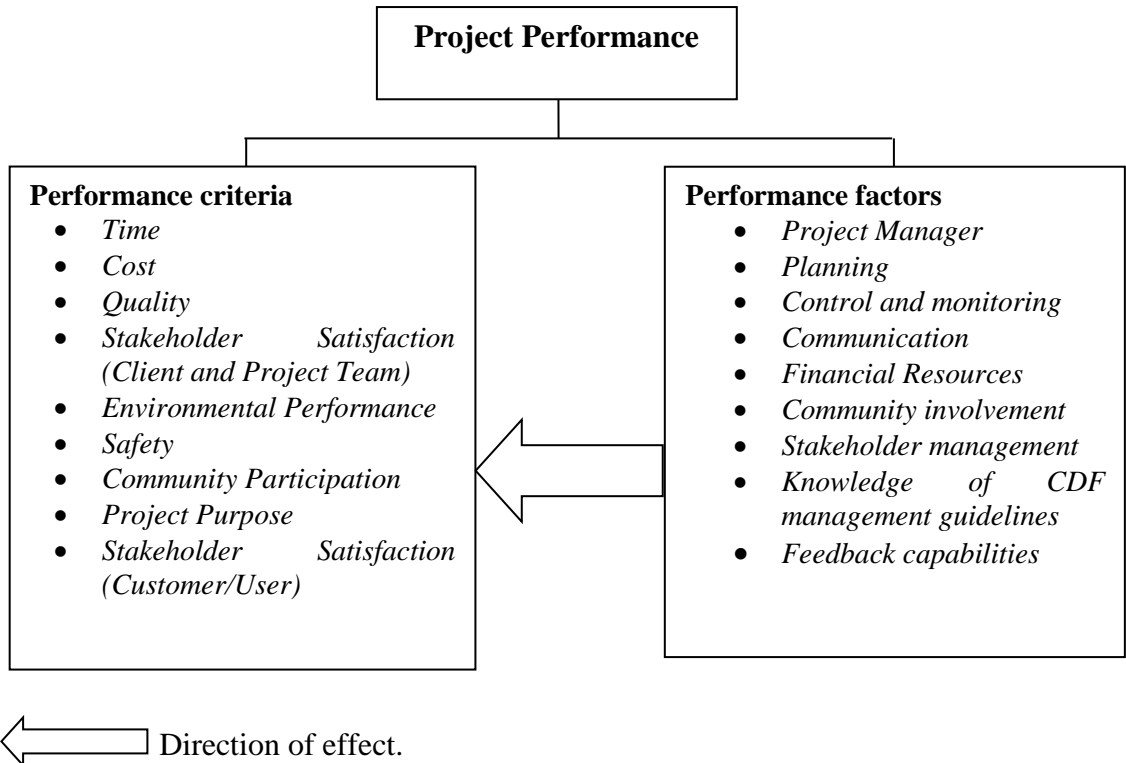 Project Performance
Performance criteria
• Time
• Cost
• Quality
• Stakeholder Satisfaction
(Client and Project Team)
• Environmental Performance
• Safety
• Community Participation
• Project Purpose
• Stakeholder Satisfaction
(Customer/User)
Performance factors
• Project Manager
• Planning
• Control and monitoring
• Communication
• Financial Resources
• Community involvement
• Stakeholder management
• Knowledge of CDF
management guidelines
• Feedback capabilities
Direction of effect.